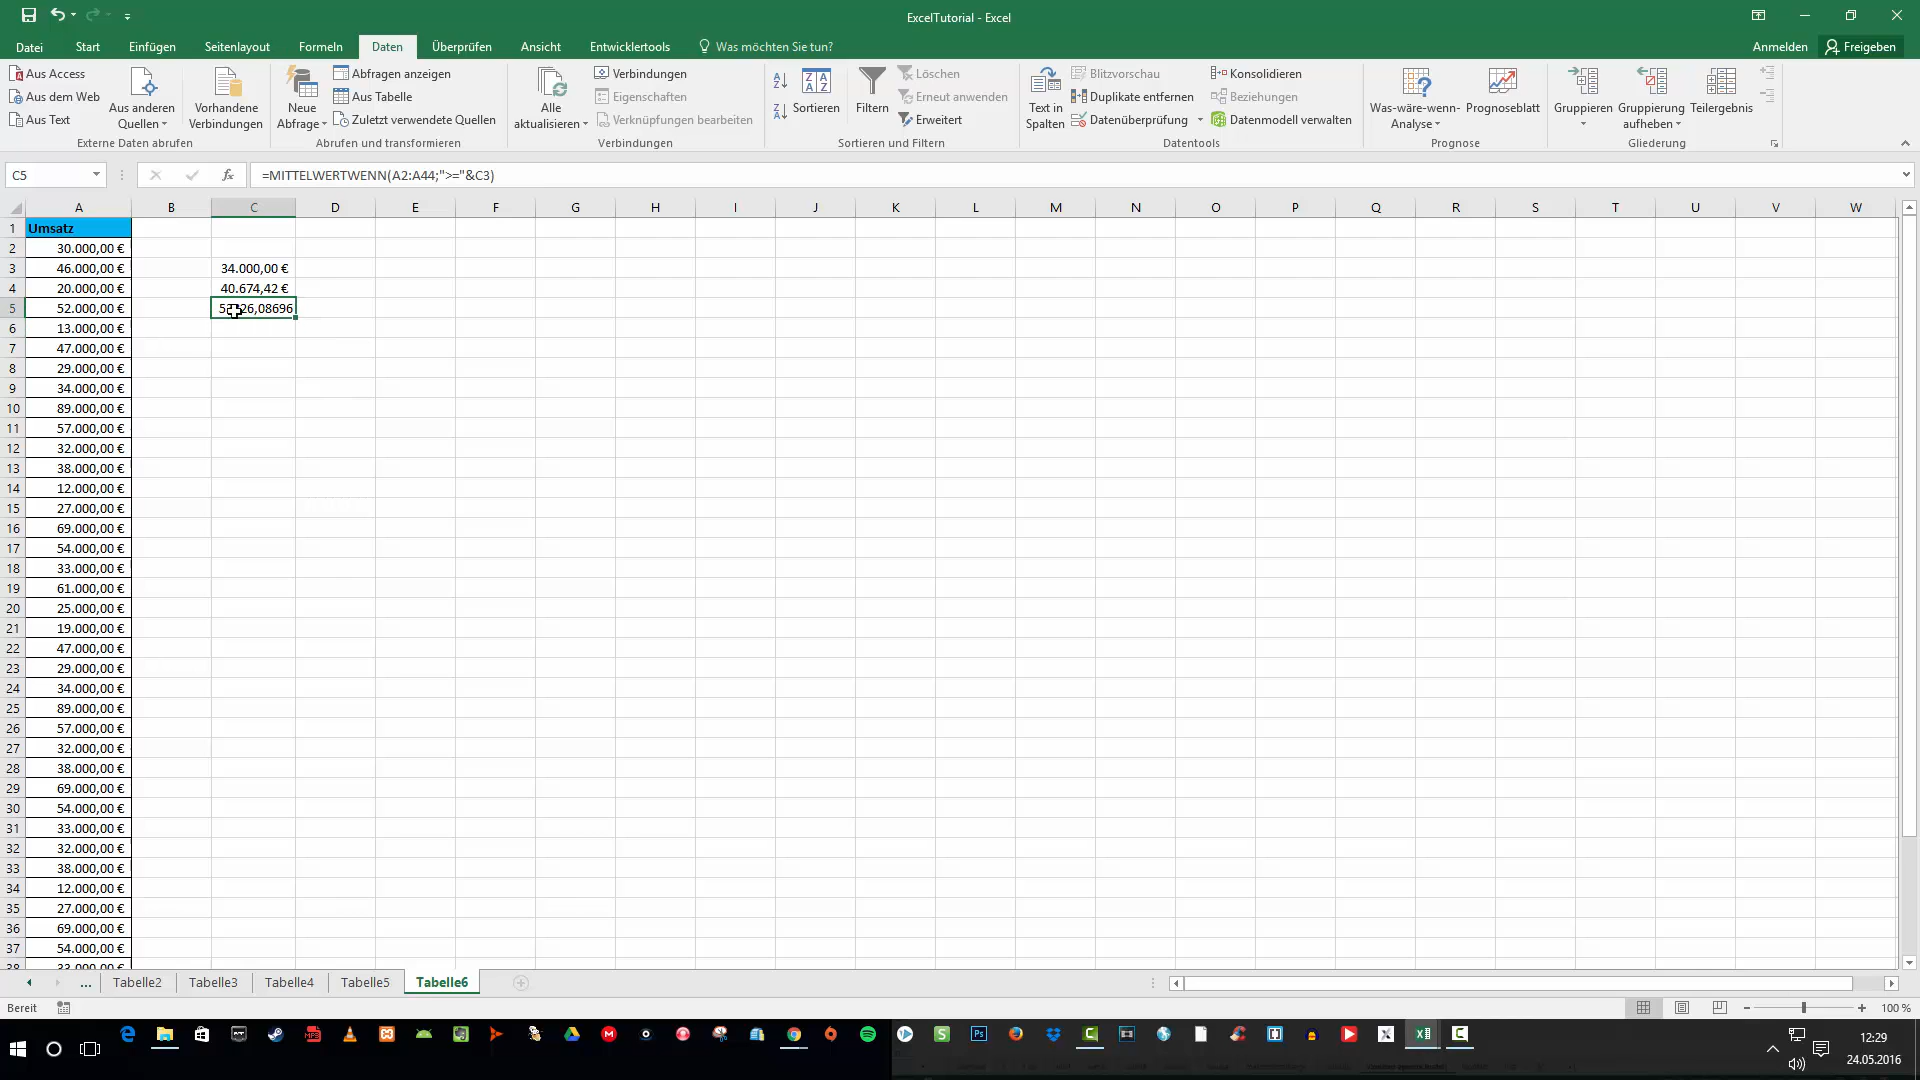 ExcelTutorial - Excel
Datei Start Einfügen Seitenlayout Formeln Daten Überprüfen Ansicht Entwicklertools Was möchten Sie tun? Anmelden Freigeben
Aus Access
Aus dem Web
Aus Text
Aus anderen Quellen
Vorhandene Verbindungen
Externe Daten abrufen
Neue Abfrage
Abfragen anzeigen
Aus Tabelle
Zuletzt verwendete Quellen
Abrufen und transformieren
Alle aktualisieren
Verbindungen
Eigenschaften
Verknüpfungen bearbeiten
Verbindungen
Sortieren
Filtern
Löschen
Erneut anwenden
Erweitert
Sortieren und Filtern
Text in Spalten
Blitzvorschau
Duplikate entfernen
Datenüberprüfung
Konsolidieren
Beziehungen
Datenmodell verwalten
Datentools
Was-wäre-wenn-Analyse
Prognoseblatt
Prognose
Gruppieren
Gruppierung aufheben
Teilergebnis
Gliederung
C5 fx =MITTELWERTWENN(A2:A44;">="&C3)
A B C D E F G H I J K L M N O P Q R S T U V W
1 Umsatz
2 30.000,00 €
3 46.000,00 € 34.000,00 €
4 20.000,00 € 40.674,42 €
5 52.000,00 €
6 13.000,00 €
7 47.000,00 €
8 29.000,00 €
9 34.000,00 €
10 89.000,00 €
11 57.000,00 €
12 32.000,00 €
13 38.000,00 €
14 12.000,00 €
15 27.000,00 €
16 69.000,00 €
17 54.000,00 €
18 33.000,00 €
19 61.000,00 €
20 25.000,00 €
21 19.000,00 €
22 47.000,00 €
23 29.000,00 €
24 34.000,00 €
25 89.000,00 €
26 57.000,00 €
27 32.000,00 €
28 38.000,00 €
29 69.000,00 €
30 54.000,00 €
31 33.000,00 €
32 32.000,00 €
33 38.000,00 €
34 12.000,00 €
35 27.000,00 €
36 69.000,00 €
37 54.000,00 €
38 33.000,00 €
... Tabelle2 Tabelle3 Tabelle4 Tabelle5 Tabelle6
Bereit 100 %
12:29
24.05.2016